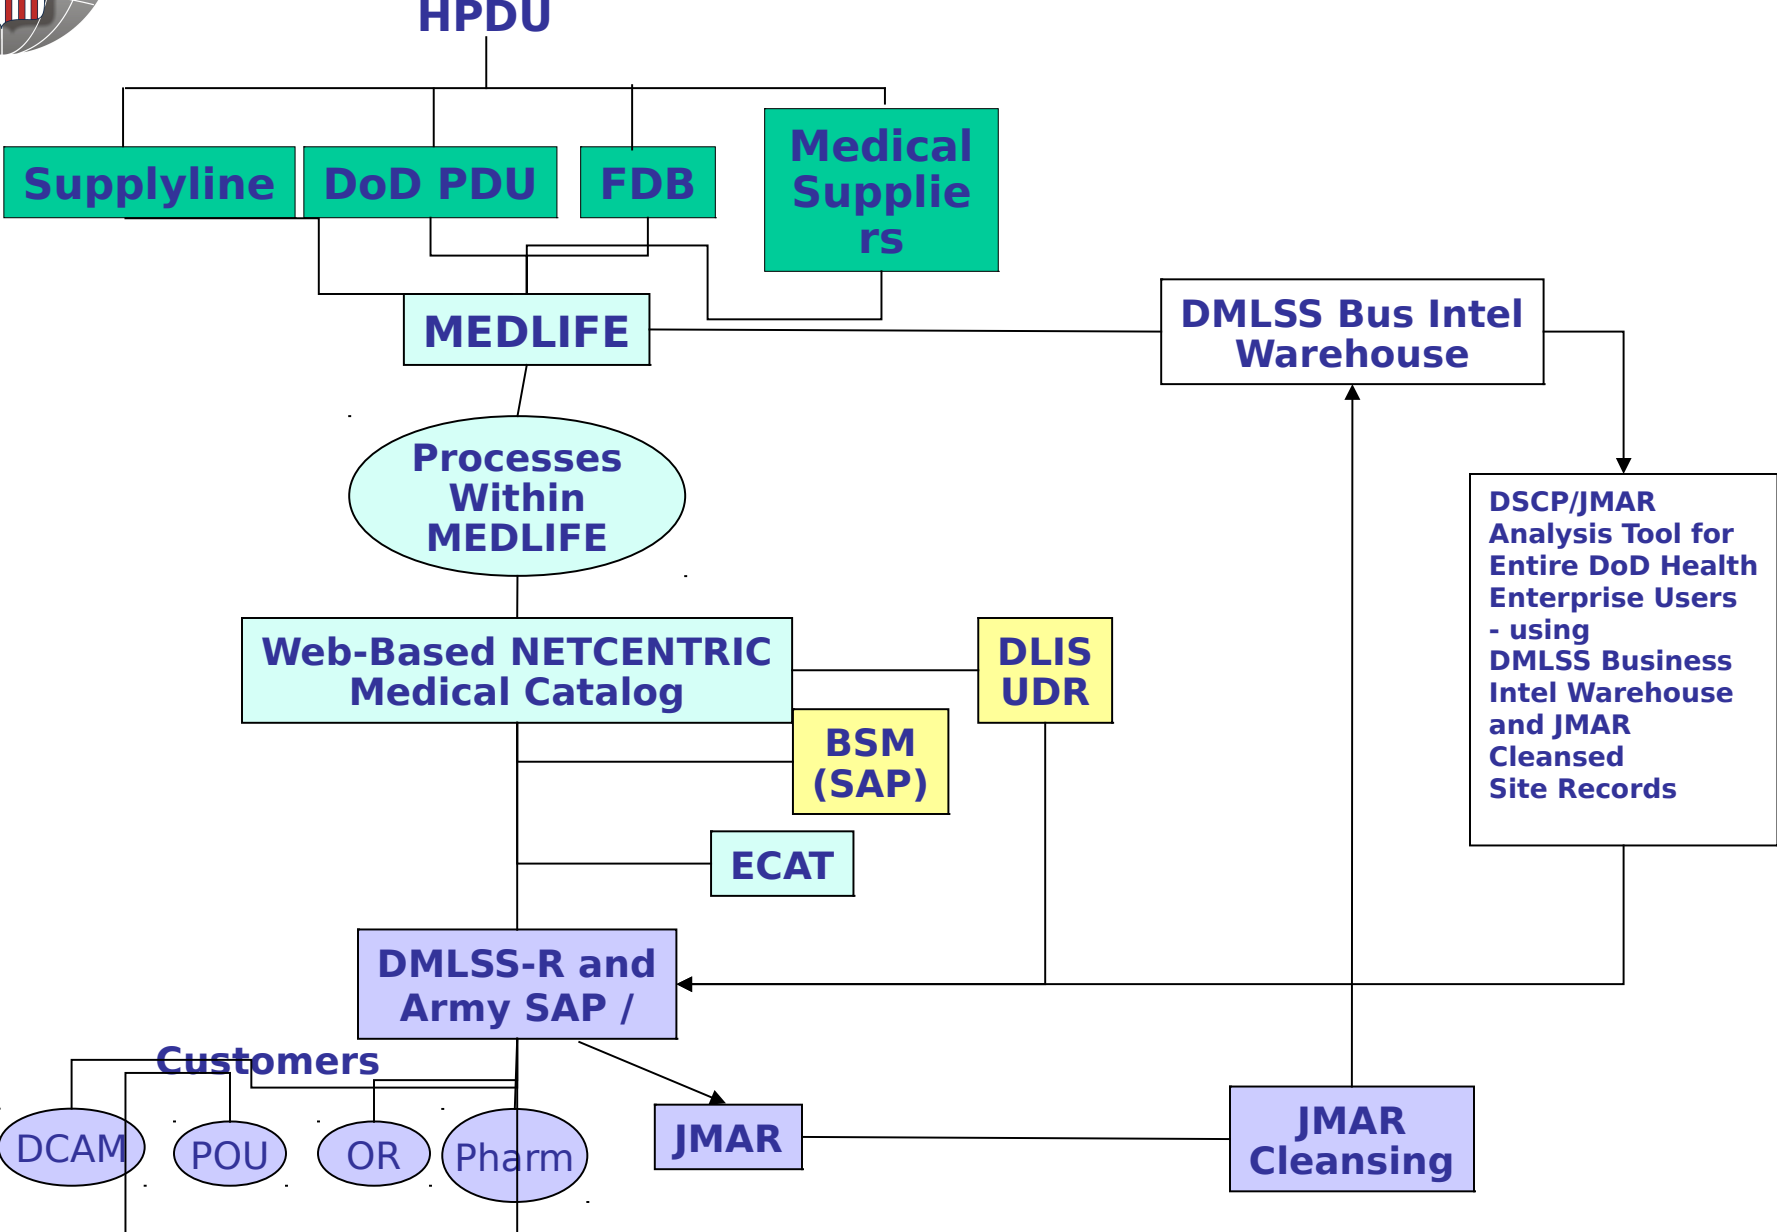 HPDU
Supplyline
DoD PDU
FDB
Medical
Supplie
rs
MEDLIFE
DMLSS Bus Intel
Warehouse
Processes
Within
MEDLIFE
DSCP/JMAR
Analysis Tool for
Entire DoD Health
Enterprise Users
- using
DMLSS Business
Intel Warehouse
and JMAR
Cleansed
Site Records
Web-Based NETCENTRIC
Medical Catalog
DLIS
UDR
BSM
(SAP)
ECAT
DMLSS-R and
Army SAP /
Customers
DCAM
POU
OR
Pharm
JMAR
JMAR
Cleansing